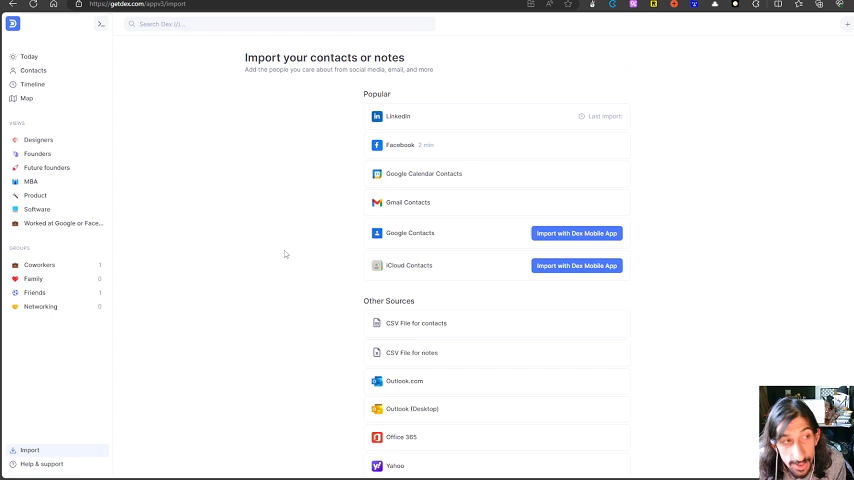 https://getdex.com/appv3/import
Search Dex (/)...
Today
Contacts
Timeline
Map
VIEWS
Designers
Founders
Future founders
MBA
Product
Software
Worked at Google or Face...
GROUPS
Coworkers 1
Family 0
Friends 1
Networking 0
Import
Help & support
Import your contacts or notes
Add the people you care about from social media, email, and more
Popular
LinkedIn Last import:
Facebook 2 min
Google Calendar Contacts
Gmail Contacts
Google Contacts Import with Dex Mobile App
iCloud Contacts Import with Dex Mobile App
Other Sources
CSV File for contacts
CSV File for notes
Outlook.com
Outlook (Desktop)
Office 365
Yahoo